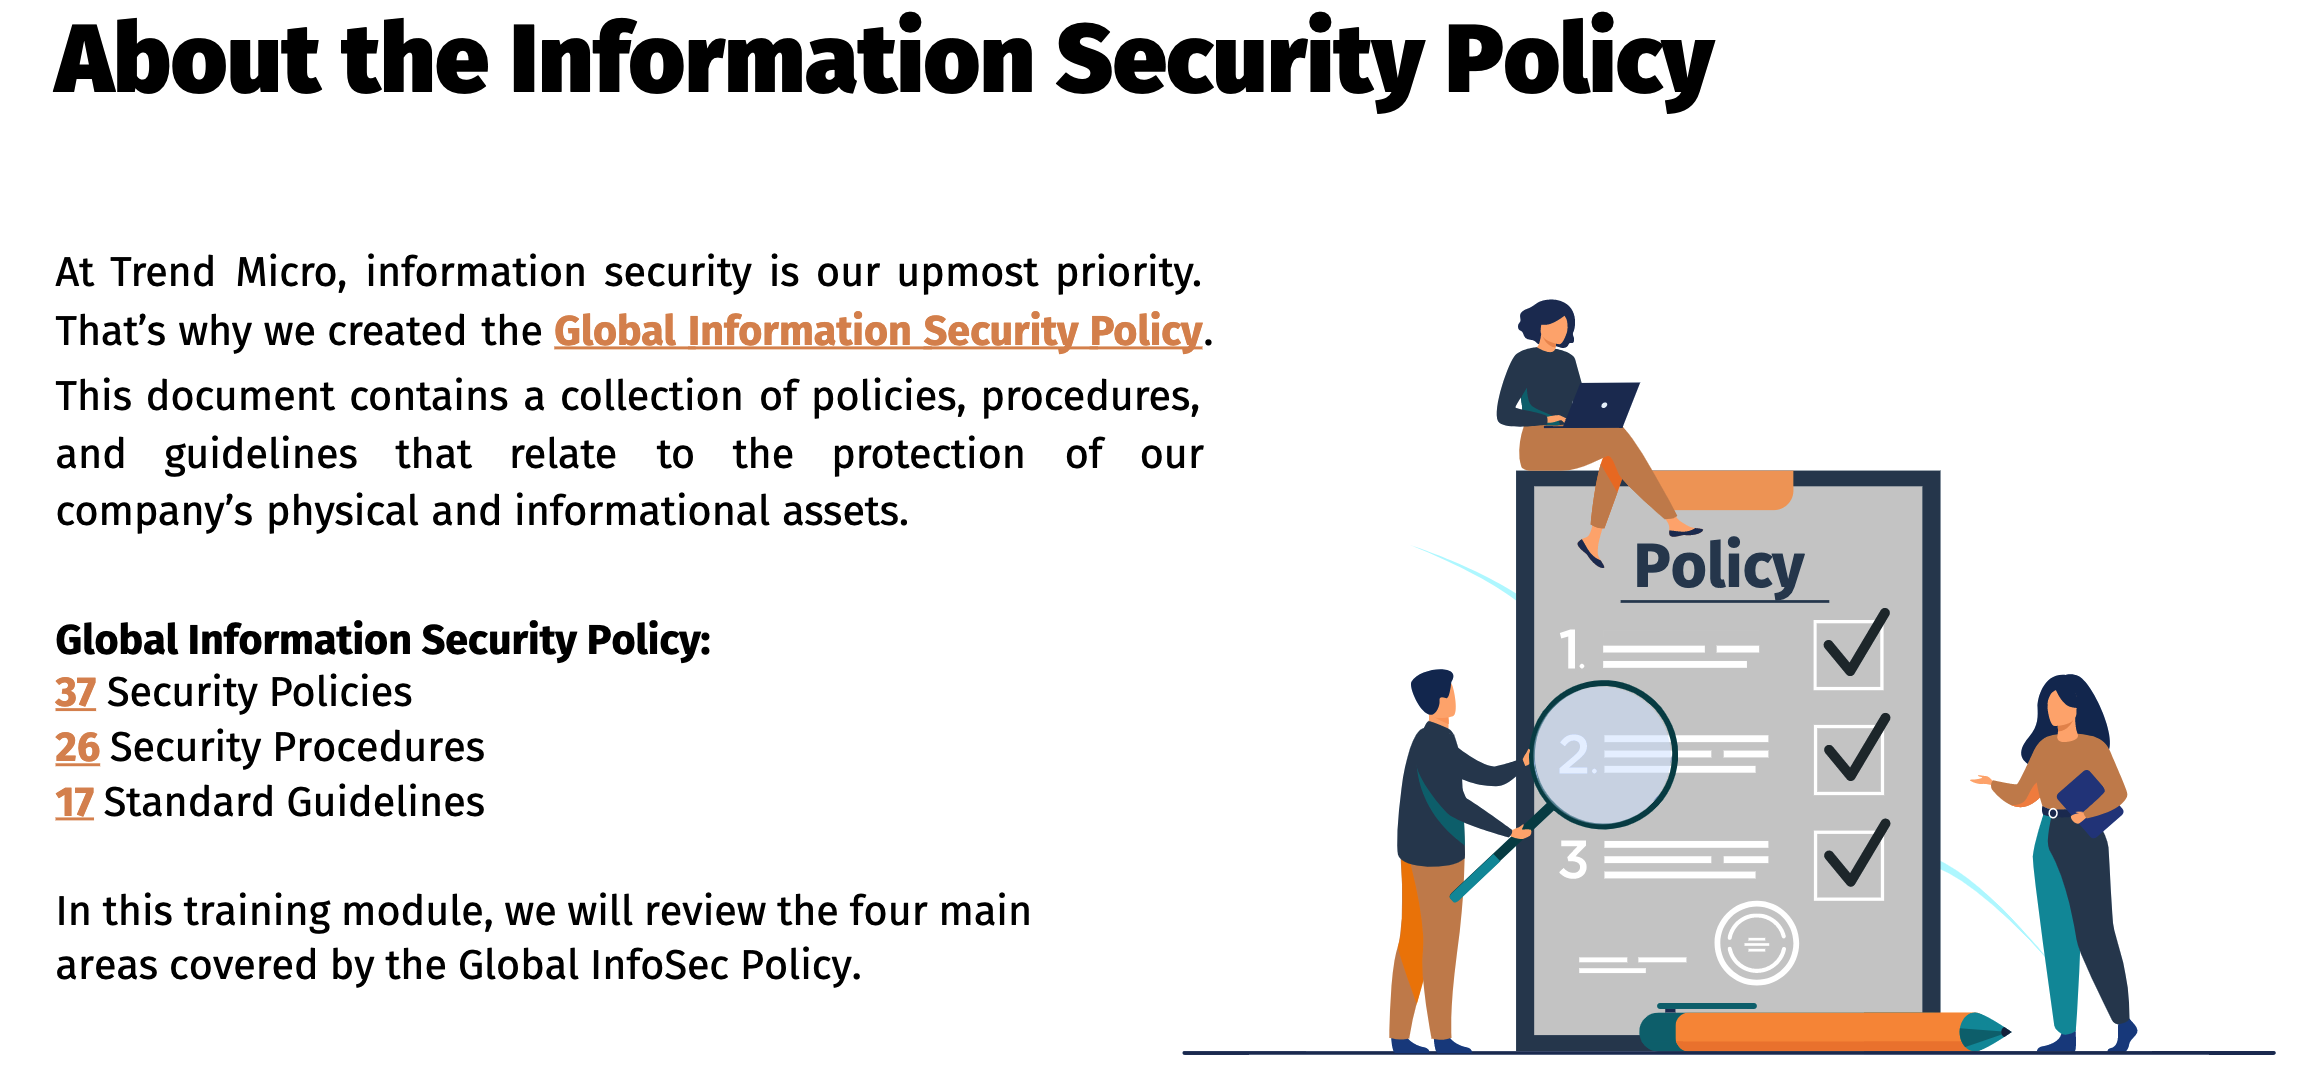 About the Information Security Policy
At Trend Micro, information security is our upmost priority.
That’s why we created the Global Information Security Policy.
This document contains a collection of policies, procedures,
and guidelines that relate to the protection of our
company’s physical and informational assets.
Global Information Security Policy:
37 Security Policies
26 Security Procedures
17 Standard Guidelines
In this training module, we will review the four main
areas covered by the Global InfoSec Policy.
Policy
1.
2.
3